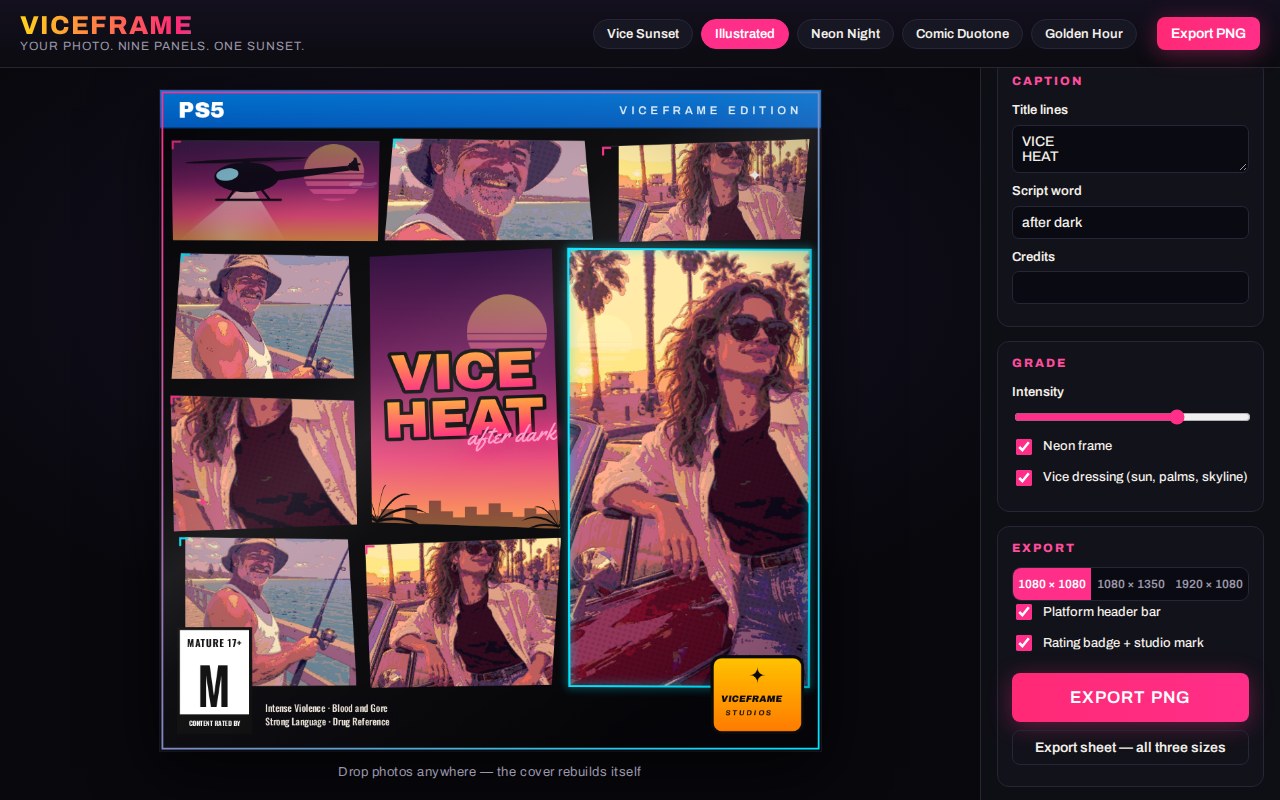 VICEFRAME
YOUR PHOTO. NINE PANELS. ONE SUNSET.
Vice Sunset
Illustrated
Neon Night
Comic Duotone
Golden Hour
Export PNG
PS5
VICEFRAME EDITION
VICE
HEAT
after dark
MATURE 17+
M
CONTENT RATED BY
Intense Violence · Blood and Gore
Strong Language · Drug Reference
VICEFRAME
STUDIOS
Drop photos anywhere — the cover rebuilds itself
CAPTION
Title lines
VICE
HEAT
Script word
after dark
Credits
GRADE
Intensity
Neon frame
Vice dressing (sun, palms, skyline)
EXPORT
1080 × 1080
1080 × 1350
1920 × 1080
Platform header bar
Rating badge + studio mark
EXPORT PNG
Export sheet — all three sizes